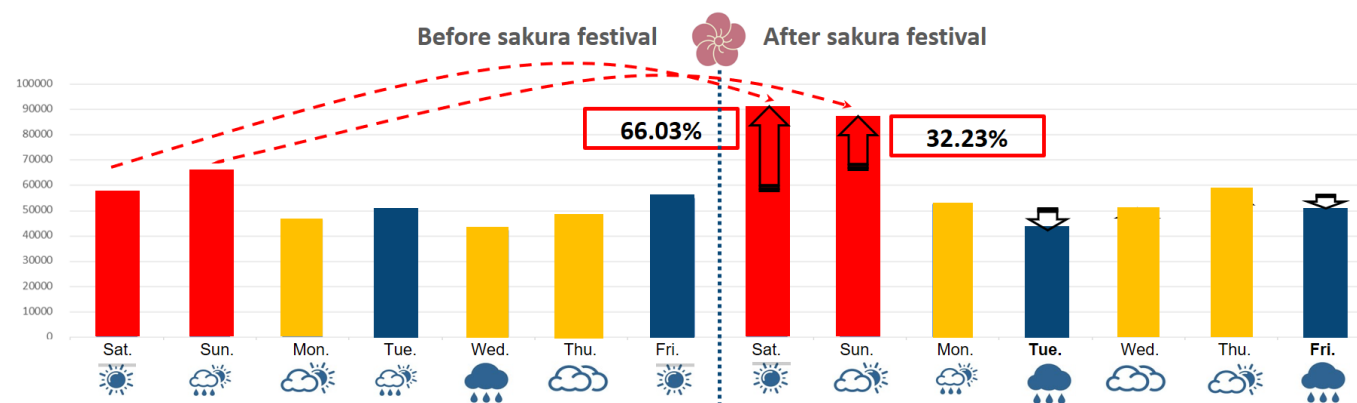 Before sakura festival
After sakura festival
100000
90000
80000
70000
60000
50000
40000
30000
20000
10000
0
66.03%
32.23%
Sat.
Sun.
Mon.
Tue.
Wed.
Thu.
Fri.
Sat.
Sun.
Mon.
Tue.
Wed.
Thu.
Fri.